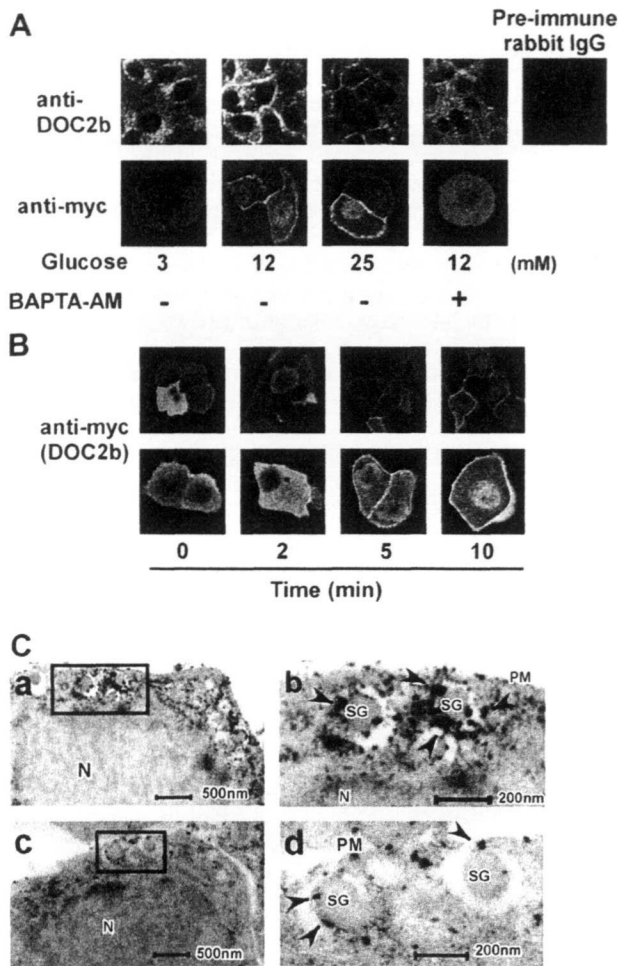 A
Pre-immune
rabbit IgG
anti-
DOC2b
anti-myc
Glucose 3 12 25 12 (mM)
BAPTA-AM - - - +
B
anti-myc
(DOC2b)
0 2 5 10
Time (min)
C
a
N
500nm
b
PM
SG
SG
N
200nm
c
N
500nm
d
PM
SG
SG
200nm